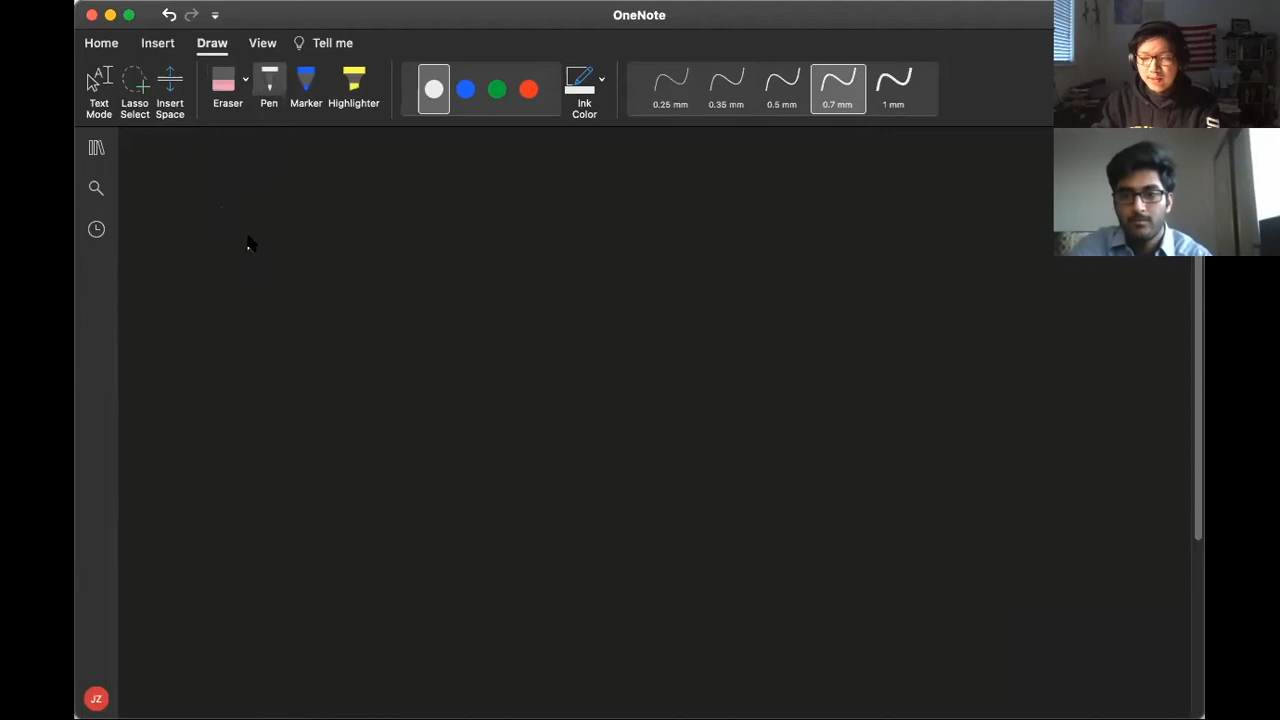 OneNote
Home Insert Draw View Tell me
Text Mode
Lasso Select
Insert Space
Eraser
Pen
Marker
Highlighter
Ink Color
0.25 mm
0.35 mm
0.5 mm
0.7 mm
1 mm
JZ